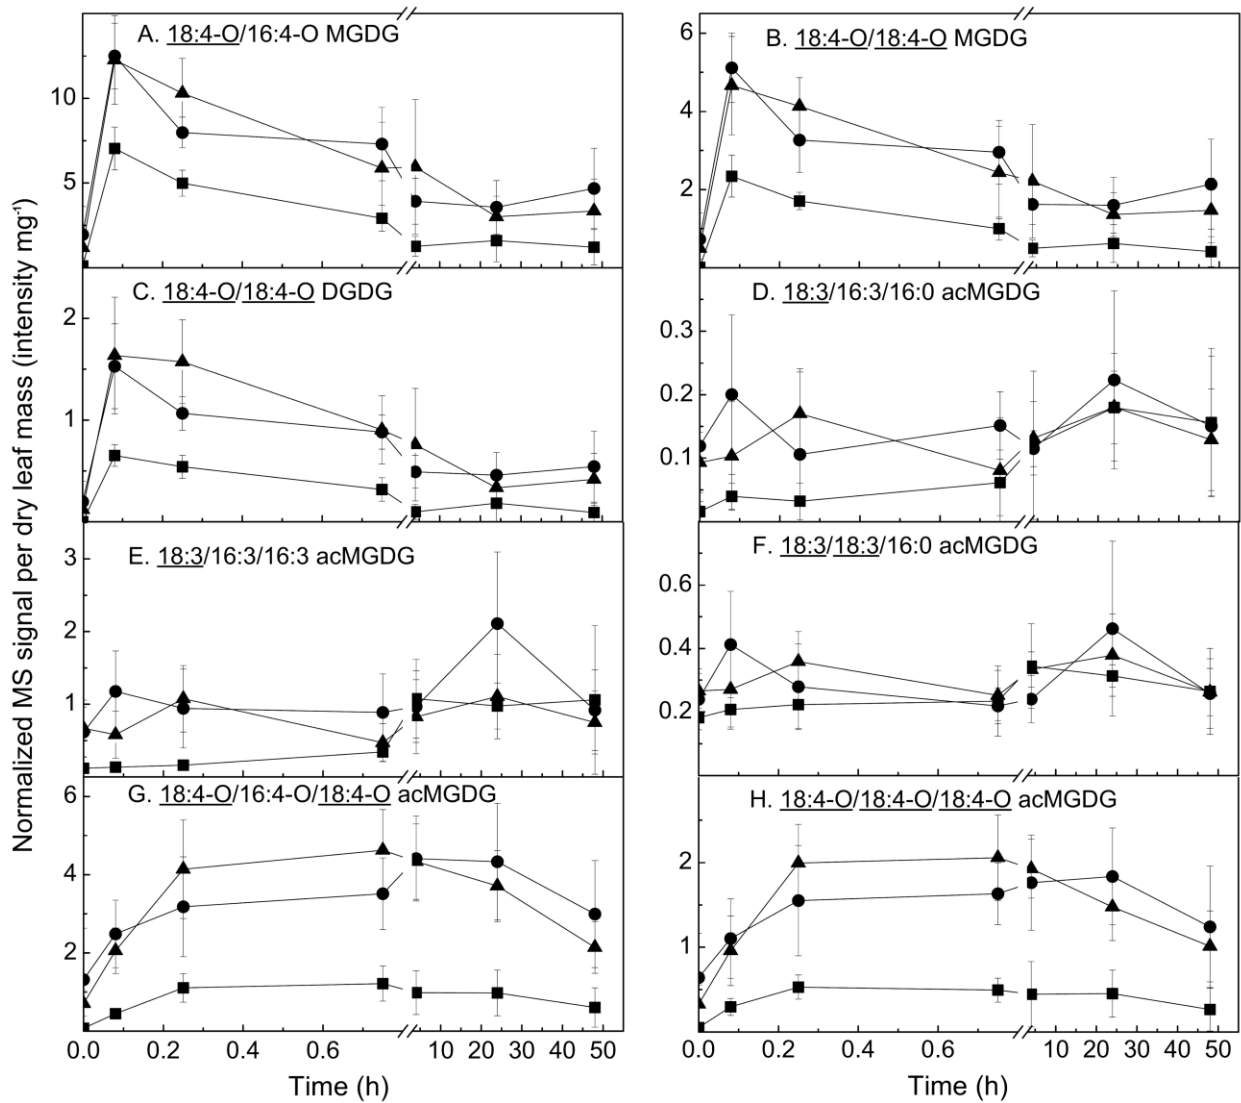 Normalized MS signal per dry leaf mass (intensity mg⁻¹)
A. 18:4-O/16:4-O MGDG
10
5
B. 18:4-O/18:4-O MGDG
6
4
2
C. 18:4-O/18:4-O DGDG
2
1
D. 18:3/16:3/16:0 acMGDG
0.3
0.2
0.1
E. 18:3/16:3/16:3 acMGDG
3
2
1
F. 18:3/18:3/16:0 acMGDG
0.6
0.4
0.2
G. 18:4-O/16:4-O/18:4-O acMGDG
6
4
2
H. 18:4-O/18:4-O/18:4-O acMGDG
2
1
0.0 0.2 0.4 0.6 10 20 30 40 50
0.0 0.2 0.4 0.6 10 20 30 40 50
Time (h)
Time (h)